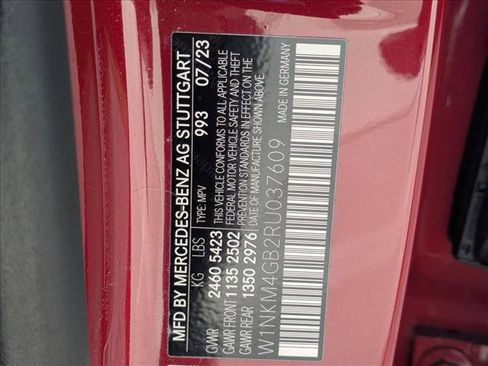 MFD BY MERCEDES-BENZ AG STUTTGART
KG LBS 993 07/23
GVWR 2460 5423 TYPE: MPV
GAWR FRONT 1135 2502
GAWR REAR 1350 2976
THIS VEHICLE CONFORMS TO ALL APPLICABLE
FEDERAL MOTOR VEHICLE SAFETY AND THEFT
PREVENTION STANDARDS IN EFFECT ON THE
DATE OF MANUFACTURE SHOWN ABOVE.
W1NKM4GB2RU037609
MADE IN GERMANY